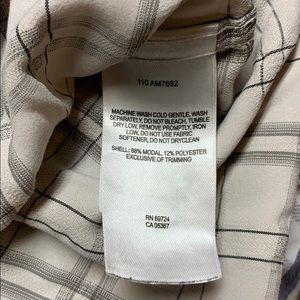 110 AM7682
MACHINE WASH COLD GENTLE, WASH
SEPARATELY, DO NOT BLEACH, TUMBLE
DRY LOW, REMOVE PROMPTLY, IRON
LOW, DO NOT USE FABRIC
SOFTENER, DO NOT DRYCLEAN
SHELL: 88% MODAL. 12% POLYESTER
EXCLUSIVE OF TRIMMING
RN 69724
CA 05367